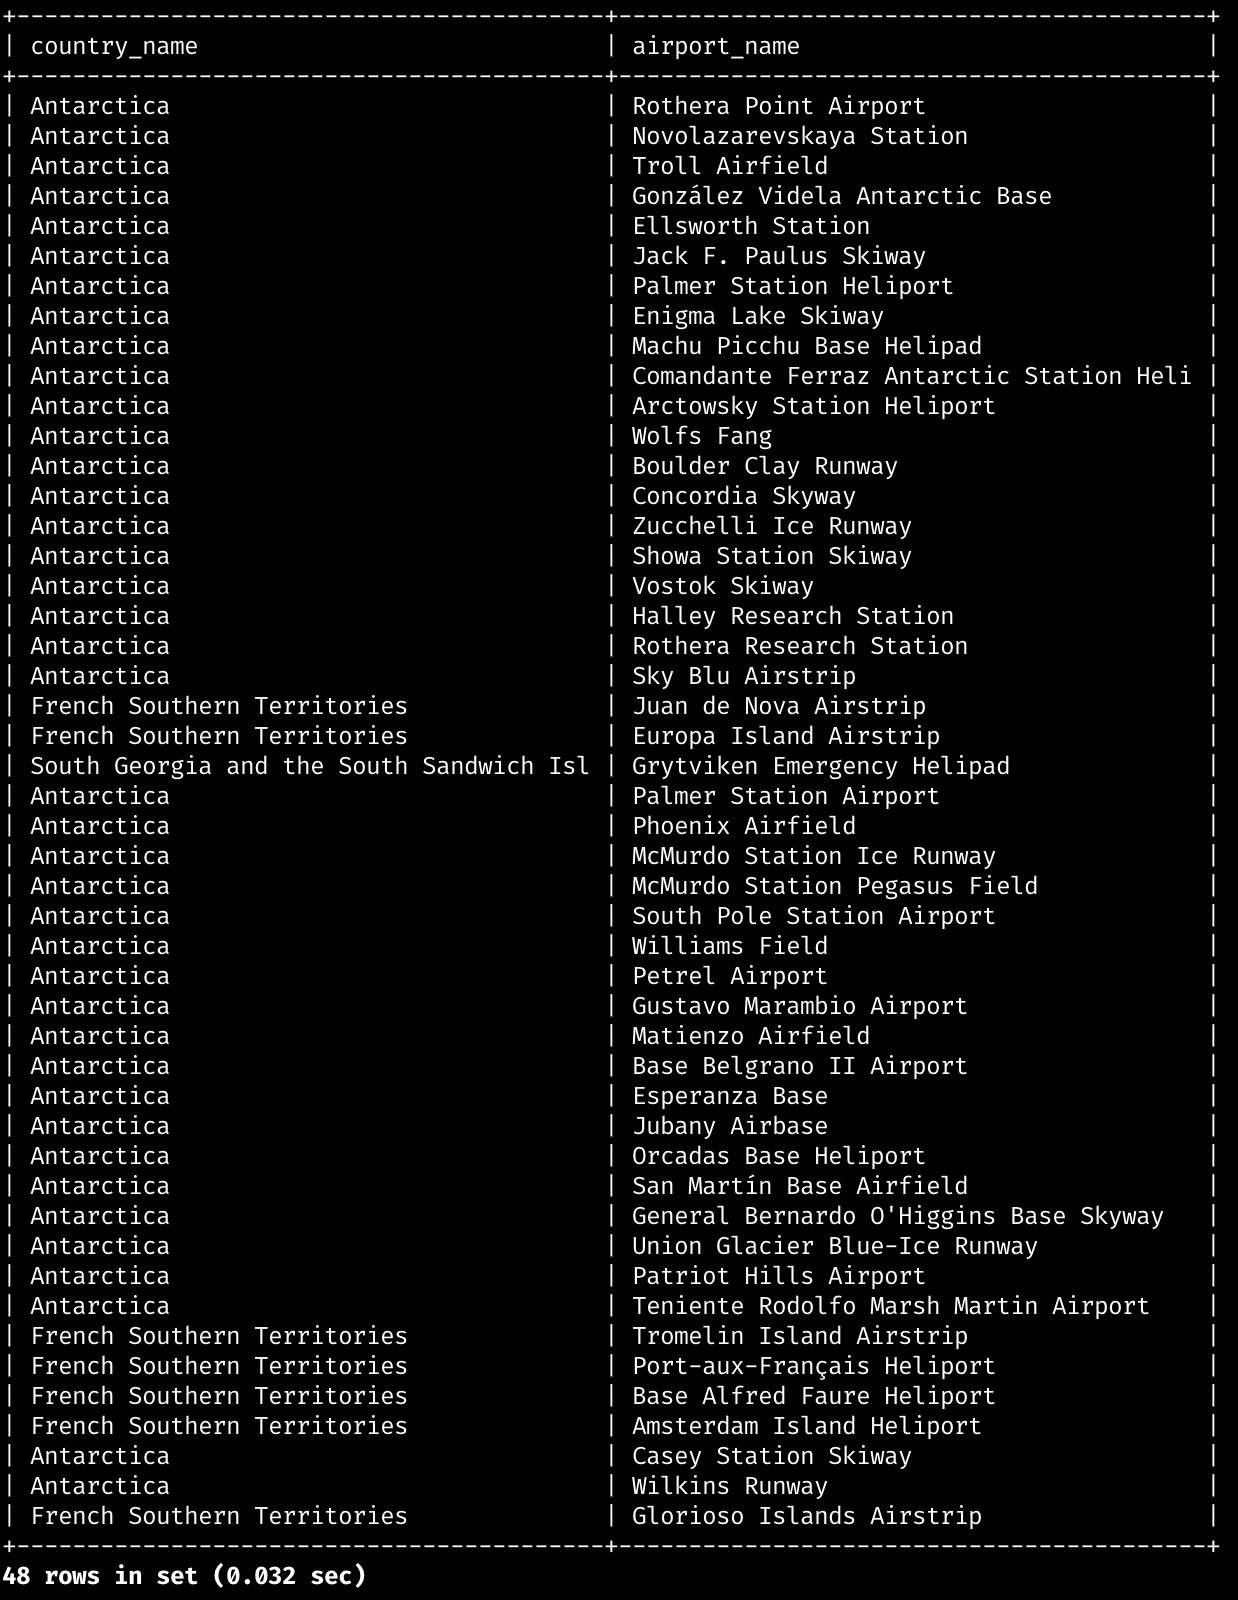 +------------------------------------------+------------------------------------------+
| country_name                             | airport_name                             |
+------------------------------------------+------------------------------------------+
| Antarctica                               | Rothera Point Airport                    |
| Antarctica                               | Novolazarevskaya Station                 |
| Antarctica                               | Troll Airfield                           |
| Antarctica                               | González Videla Antarctic Base           |
| Antarctica                               | Ellsworth Station                        |
| Antarctica                               | Jack F. Paulus Skiway                    |
| Antarctica                               | Palmer Station Heliport                  |
| Antarctica                               | Enigma Lake Skiway                       |
| Antarctica                               | Machu Picchu Base Helipad                |
| Antarctica                               | Comandante Ferraz Antarctic Station Heli |
| Antarctica                               | Arctowsky Station Heliport               |
| Antarctica                               | Wolfs Fang                               |
| Antarctica                               | Boulder Clay Runway                      |
| Antarctica                               | Concordia Skyway                         |
| Antarctica                               | Zucchelli Ice Runway                     |
| Antarctica                               | Showa Station Skiway                     |
| Antarctica                               | Vostok Skiway                            |
| Antarctica                               | Halley Research Station                  |
| Antarctica                               | Rothera Research Station                 |
| Antarctica                               | Sky Blu Airstrip                         |
| French Southern Territories              | Juan de Nova Airstrip                    |
| French Southern Territories              | Europa Island Airstrip                   |
| South Georgia and the South Sandwich Isl | Grytviken Emergency Helipad              |
| Antarctica                               | Palmer Station Airport                   |
| Antarctica                               | Phoenix Airfield                         |
| Antarctica                               | McMurdo Station Ice Runway               |
| Antarctica                               | McMurdo Station Pegasus Field            |
| Antarctica                               | South Pole Station Airport               |
| Antarctica                               | Williams Field                           |
| Antarctica                               | Petrel Airport                           |
| Antarctica                               | Gustavo Marambio Airport                 |
| Antarctica                               | Matienzo Airfield                        |
| Antarctica                               | Base Belgrano II Airport                 |
| Antarctica                               | Esperanza Base                           |
| Antarctica                               | Jubany Airbase                           |
| Antarctica                               | Orcadas Base Heliport                    |
| Antarctica                               | San Martín Base Airfield                 |
| Antarctica                               | General Bernardo O'Higgins Base Skyway   |
| Antarctica                               | Union Glacier Blue-Ice Runway            |
| Antarctica                               | Patriot Hills Airport                    |
| Antarctica                               | Teniente Rodolfo Marsh Martin Airport    |
| French Southern Territories              | Tromelin Island Airstrip                 |
| French Southern Territories              | Port-aux-Français Heliport               |
| French Southern Territories              | Base Alfred Faure Heliport               |
| French Southern Territories              | Amsterdam Island Heliport                |
| Antarctica                               | Casey Station Skiway                     |
| Antarctica                               | Wilkins Runway                           |
| French Southern Territories              | Glorioso Islands Airstrip                |
+------------------------------------------+------------------------------------------+
48 rows in set (0.032 sec)